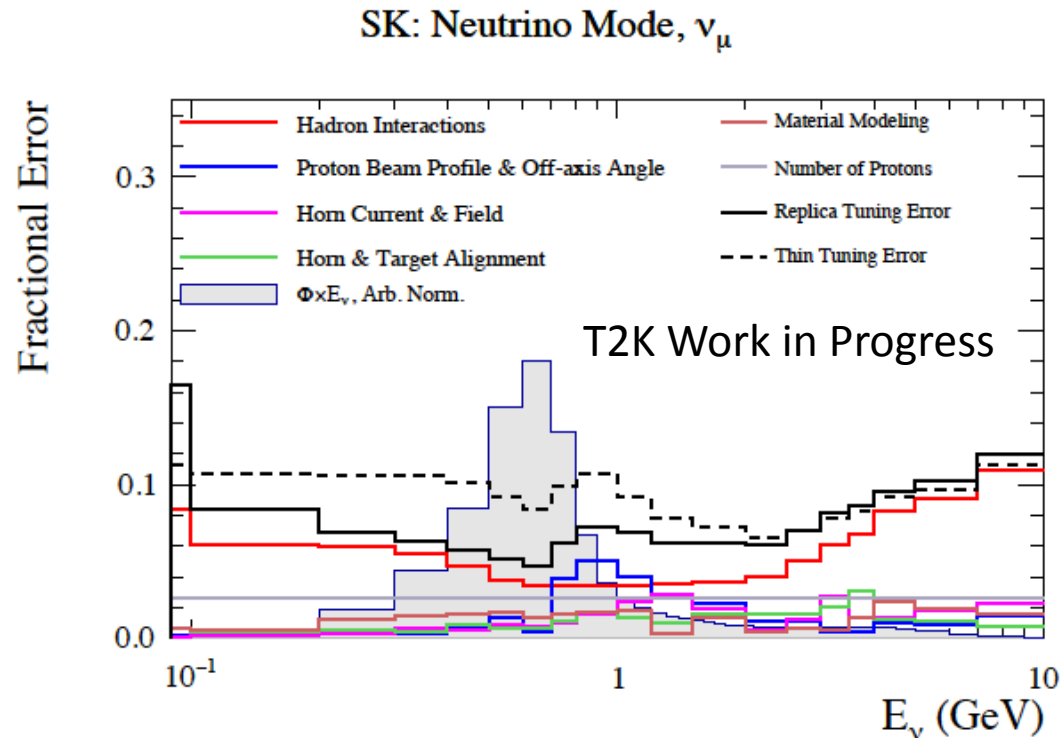 SK: Neutrino Mode, νμ
Fractional Error
Hadron Interactions
Material Modeling
Proton Beam Profile & Off-axis Angle
Number of Protons
Horn Current & Field
Replica Tuning Error
Horn & Target Alignment
Thin Tuning Error
Φ×Eν, Arb. Norm.
T2K Work in Progress
0.3
0.2
0.1
0.0
10⁻¹
1
10
Eν (GeV)